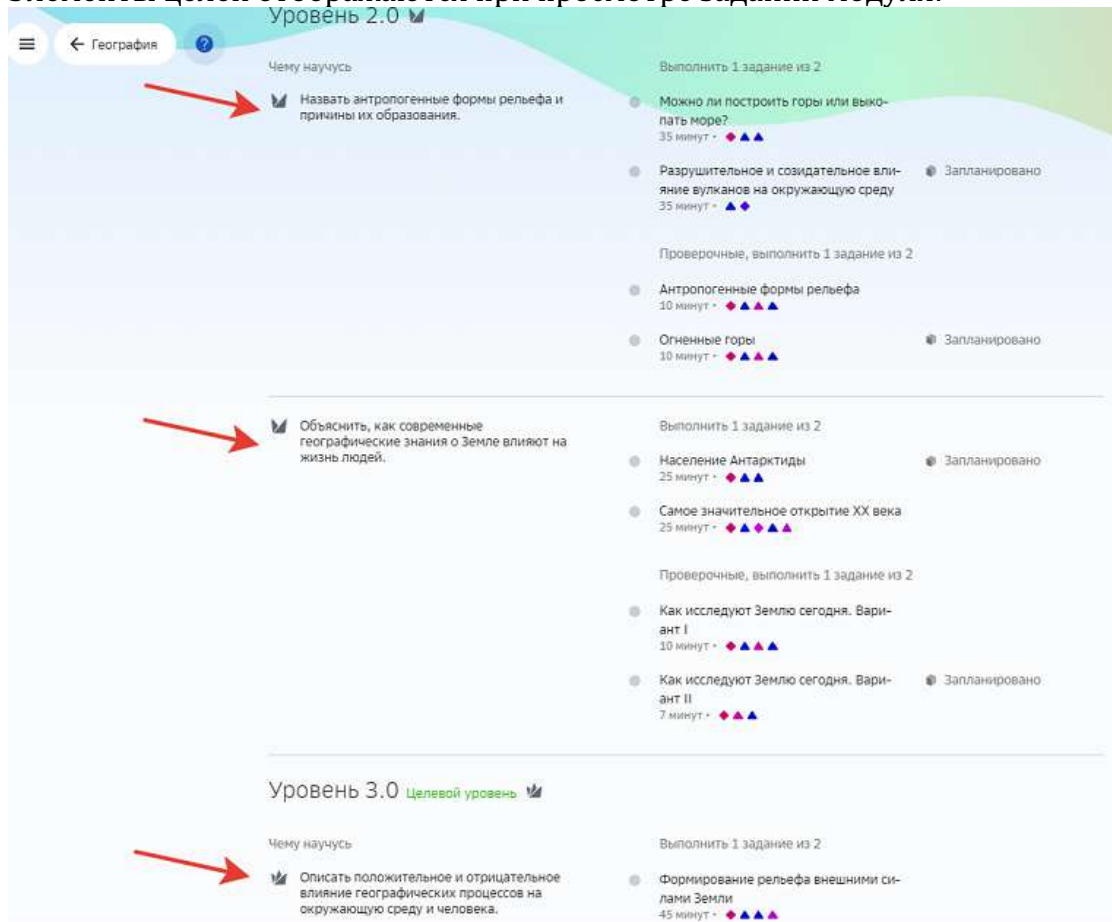 Элементы целей отображаются при просмотре заданий модуля.
Уровень 2.0
География
?
Чему научусь
Назвать антропогенные формы рельефа и
причины их образования.
Выполнить 1 задание из 2
Можно ли построить горы или выко-
пать море?
35 минут •
Разрушительное и созидательное вли-
яние вулканов на окружающую среду
35 минут •
Запланировано
Проверочные, выполнить 1 задание из 2
Антропогенные формы рельефа
10 минут •
Огненные горы
10 минут •
Запланировано
Объяснить, как современные
географические знания о Земле влияют на
жизнь людей.
Выполнить 1 задание из 2
Население Антарктиды
25 минут •
Запланировано
Самое значительное открытие XX века
25 минут •
Проверочные, выполнить 1 задание из 2
Как исследуют Землю сегодня. Вари-
ант I
10 минут •
Как исследуют Землю сегодня. Вари-
ант II
7 минут •
Запланировано
Уровень 3.0 Целевой уровень
Чему научусь
Описать положительное и отрицательное
влияние географических процессов на
окружающую среду и человека.
Выполнить 1 задание из 2
Формирование рельефа внешними си-
лами Земли
45 минут •